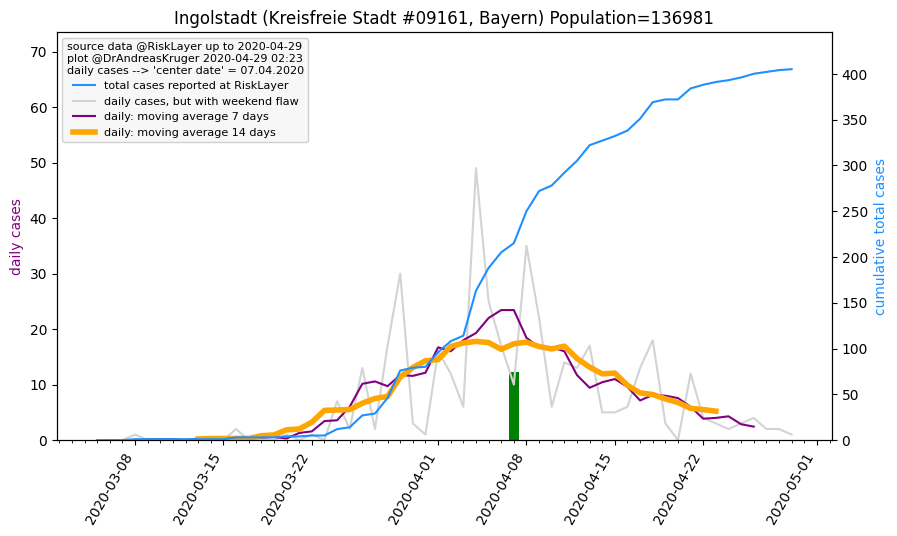 Ingolstadt (Kreisfreie Stadt #09161, Bayern) Population=136981
source data @RiskLayer up to 2020-04-29
plot @DrAndreasKruger 2020-04-29 02:23
daily cases --> 'center date' = 07.04.2020
total cases reported at RiskLayer
daily cases, but with weekend flaw
daily: moving average 7 days
daily: moving average 14 days
daily cases
70
60
50
40
30
20
10
0
cumulative total cases
400
350
300
250
200
150
100
50
0
2020-03-08
2020-03-15
2020-03-22
2020-04-01
2020-04-08
2020-04-15
2020-04-22
2020-05-01